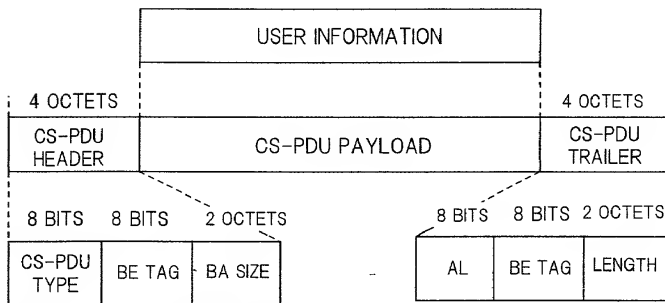 USER INFORMATION
4 OCTETS 4 OCTETS
CS-PDU HEADER CS-PDU PAYLOAD CS-PDU TRAILER
8 BITS 8 BITS 2 OCTETS 8 BITS 8 BITS 2 OCTETS
CS-PDU TYPE BE TAG BA SIZE AL BE TAG LENGTH